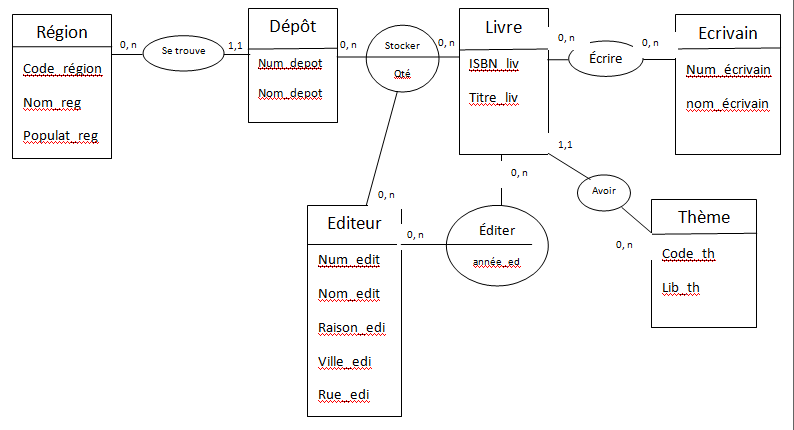 Région
Code_région
Nom_reg
Populat_reg
0, n
Se trouve
1,1
Dépôt
Num_depot
Nom_depot
0, n
Stocker
Qté
0, n
Livre
ISBN_liv
Titre_liv
0, n
Écrire
0, n
Ecrivain
Num_écrivain
nom_écrivain
1,1
0, n
Avoir
0, n
Thème
Code_th
Lib_th
0, n
Editeur
Num_edit
Nom_edit
Raison_edi
Ville_edi
Rue_edi
0, n
Éditer
année_ed